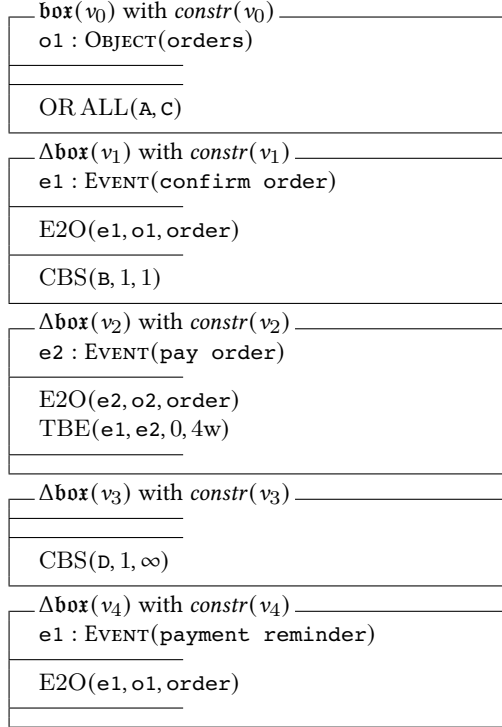 𝔟𝔬𝔵(v₀) with constr(v₀)
o1 : OBJECT(orders)
OR ALL(A, C)
Δ𝔟𝔬𝔵(v₁) with constr(v₁)
e1 : EVENT(confirm order)
E2O(e1, o1, order)
CBS(B, 1, 1)
Δ𝔟𝔬𝔵(v₂) with constr(v₂)
e2 : EVENT(pay order)
E2O(e2, o2, order)
TBE(e1, e2, 0, 4w)
Δ𝔟𝔬𝔵(v₃) with constr(v₃)
CBS(D, 1, ∞)
Δ𝔟𝔬𝔵(v₄) with constr(v₄)
e1 : EVENT(payment reminder)
E2O(e1, o1, order)